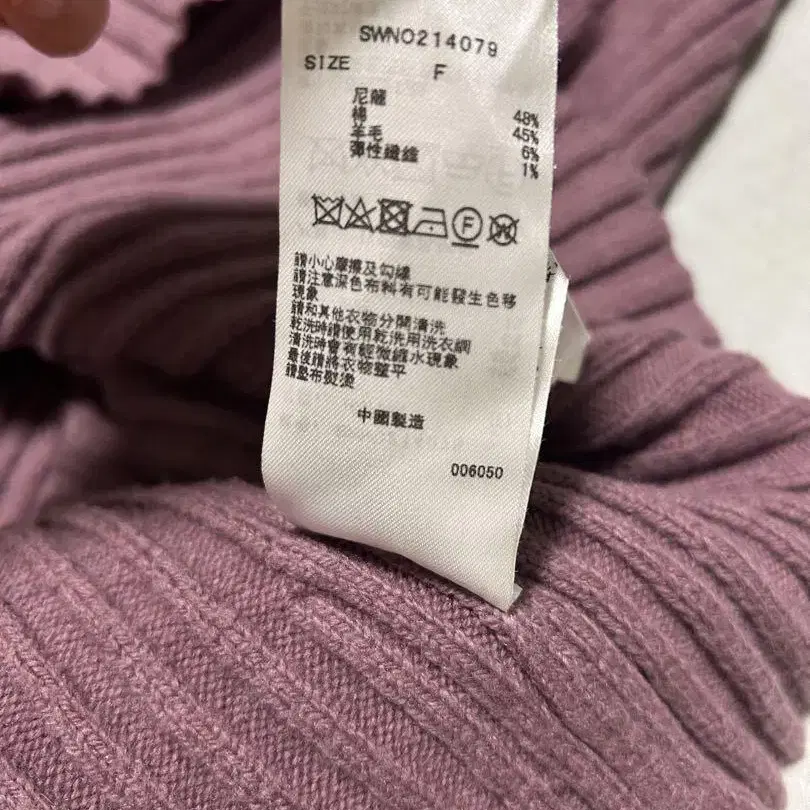 SWNO214079
SIZE F
尼龍 48%
棉 45%
羊毛 6%
彈性纖維 1%
F
W
請小心摩擦及勾線
請注意深色布料有可能發生色移
現象
請和其他衣物分開清洗
乾洗時請使用乾洗用洗衣網
清洗時會有輕微縮水現象
最後請將衣物整平
請墊布熨燙
中國製造
006050